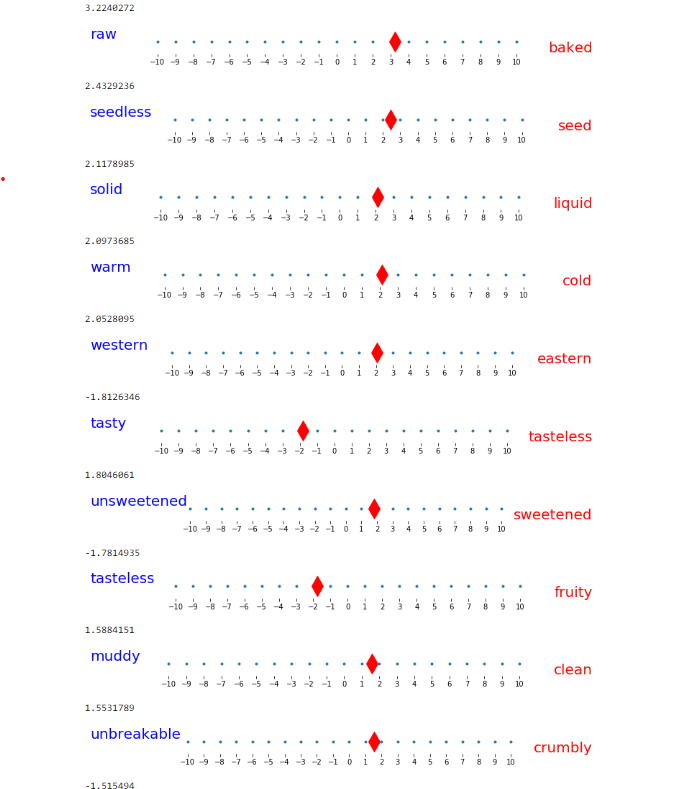 3.2240272
raw
−10 −9 −8 −7 −6 −5 −4 −3 −2 −1 0 1 2 3 4 5 6 7 8 9 10
baked
2.4329236
seedless
−10 −9 −8 −7 −6 −5 −4 −3 −2 −1 0 1 2 3 4 5 6 7 8 9 10
seed
2.1178985
solid
−10 −9 −8 −7 −6 −5 −4 −3 −2 −1 0 1 2 3 4 5 6 7 8 9 10
liquid
2.0973685
warm
−10 −9 −8 −7 −6 −5 −4 −3 −2 −1 0 1 2 3 4 5 6 7 8 9 10
cold
2.0528095
western
−10 −9 −8 −7 −6 −5 −4 −3 −2 −1 0 1 2 3 4 5 6 7 8 9 10
eastern
-1.8126346
tasty
−10 −9 −8 −7 −6 −5 −4 −3 −2 −1 0 1 2 3 4 5 6 7 8 9 10
tasteless
1.8046061
unsweetened
−10 −9 −8 −7 −6 −5 −4 −3 −2 −1 0 1 2 3 4 5 6 7 8 9 10
sweetened
-1.7814935
tasteless
−10 −9 −8 −7 −6 −5 −4 −3 −2 −1 0 1 2 3 4 5 6 7 8 9 10
fruity
1.5884151
muddy
−10 −9 −8 −7 −6 −5 −4 −3 −2 −1 0 1 2 3 4 5 6 7 8 9 10
clean
1.5531789
unbreakable
−10 −9 −8 −7 −6 −5 −4 −3 −2 −1 0 1 2 3 4 5 6 7 8 9 10
crumbly
-1.515494